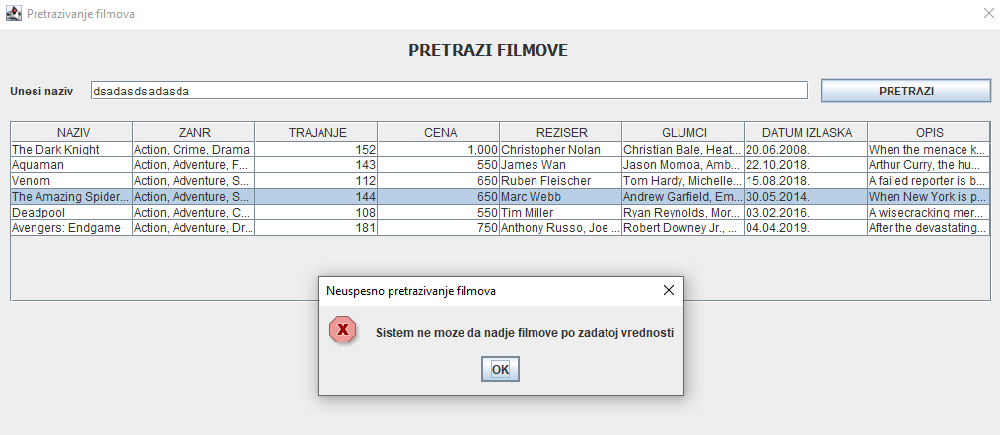 Pretrazivanje filmova
PRETRAZI FILMOVE
Unesi naziv dsadasdsadasda PRETRAZI
NAZIV ZANR TRAJANJE CENA REZISER GLUMCI DATUM IZLASKA OPIS
The Dark Knight Action, Crime, Drama 152 1,000 Christopher Nolan Christian Bale, Heat... 20.06.2008. When the menace k...
Aquaman Action, Adventure, F... 143 550 James Wan Jason Momoa, Amb... 22.10.2018. Arthur Curry, the hu...
Venom Action, Adventure, S... 112 650 Ruben Fleischer Tom Hardy, Michelle... 15.08.2018. A failed reporter is b...
The Amazing Spider... Action, Adventure, S... 144 650 Marc Webb Andrew Garfield, Em... 30.05.2014. When New York is p...
Deadpool Action, Adventure, C... 108 550 Tim Miller Ryan Reynolds, Mor... 03.02.2016. A wisecracking mer...
Avengers: Endgame Action, Adventure, Dr... 181 750 Anthony Russo, Joe ... Robert Downey Jr., ... 04.04.2019. After the devastating...
Neuspesno pretrazivanje filmova
Sistem ne moze da nadje filmove po zadatoj vrednosti
OK